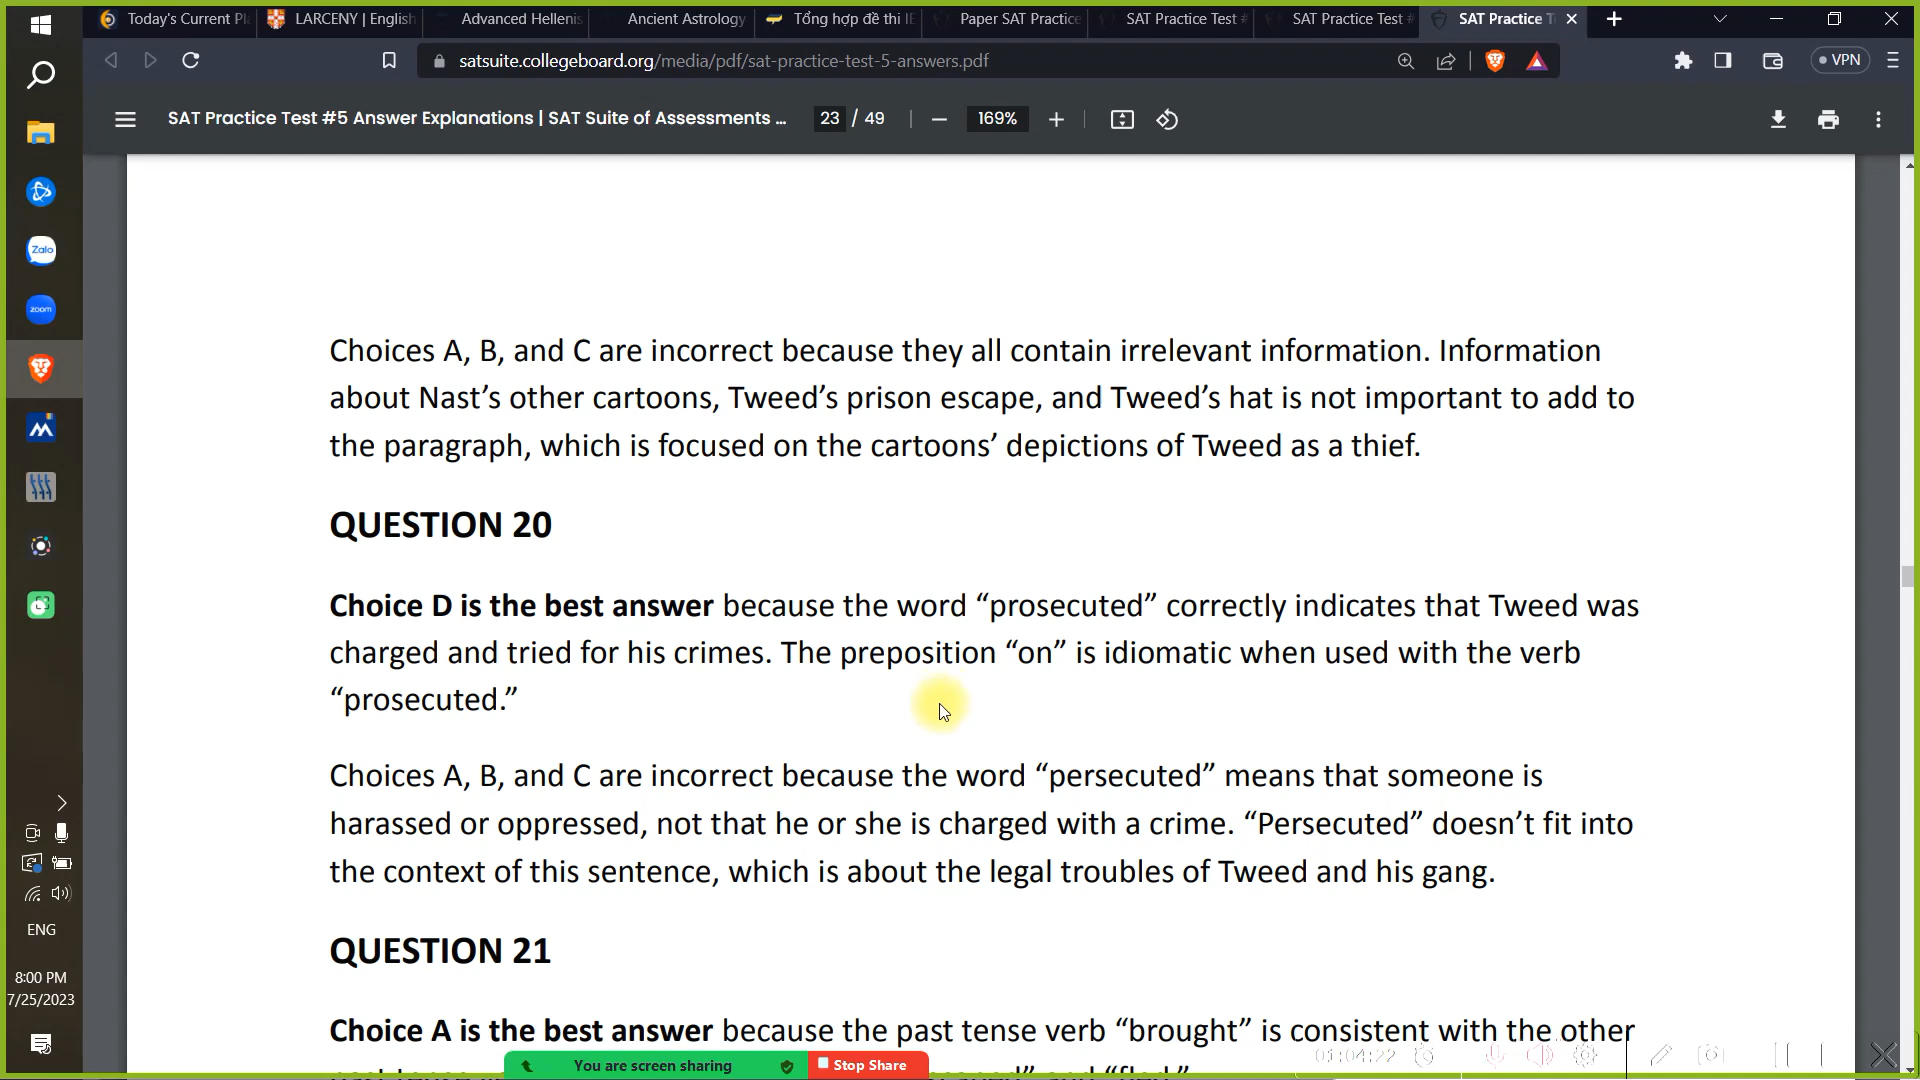 Today's Current Pl
LARCENY | English
Advanced Hellenis
Ancient Astrology
Tổng hợp đề thi IE
Paper SAT Practice
SAT Practice Test #
SAT Practice Test #
SAT Practice T
satsuite.collegeboard.org/media/pdf/sat-practice-test-5-answers.pdf
VPN
SAT Practice Test #5 Answer Explanations | SAT Suite of Assessments ...
23 / 49
169%
Zalo
zoom
Choices A, B, and C are incorrect because they all contain irrelevant information. Information
about Nast’s other cartoons, Tweed’s prison escape, and Tweed’s hat is not important to add to
the paragraph, which is focused on the cartoons’ depictions of Tweed as a thief.
QUESTION 20
Choice D is the best answer because the word “prosecuted” correctly indicates that Tweed was
charged and tried for his crimes. The preposition “on” is idiomatic when used with the verb
“prosecuted.”
Choices A, B, and C are incorrect because the word “persecuted” means that someone is
harassed or oppressed, not that he or she is charged with a crime. “Persecuted” doesn’t fit into
the context of this sentence, which is about the legal troubles of Tweed and his gang.
QUESTION 21
Choice A is the best answer because the past tense verb “brought” is consistent with the other
ENG
8:00 PM
7/25/2023
You are screen sharing
Stop Share
01:04:22